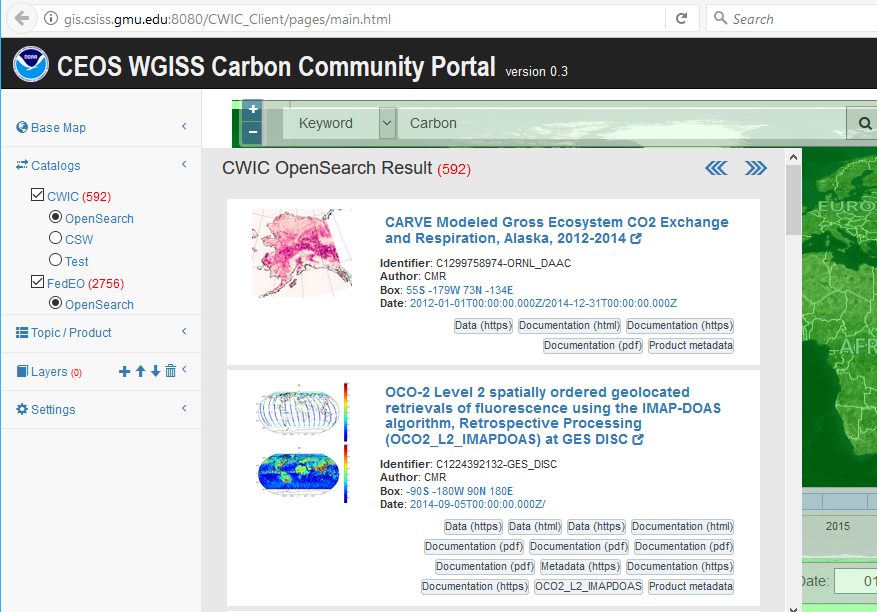 gis.csiss.gmu.edu:8080/CWIC_Client/pages/main.html
Search
NOAA
CEOS WGISS Carbon Community Portal version 0.3
Base Map
Catalogs
CWIC (592)
OpenSearch
CSW
Test
FedEO (2756)
OpenSearch
Topic / Product
Layers (0)
Settings
+
−
Keyword
Carbon
CWIC OpenSearch Result (592)
CARVE Modeled Gross Ecosystem CO2 Exchange
and Respiration, Alaska, 2012-2014
Identifier: C1299758974-ORNL_DAAC
Author: CMR
Box: 55S -179W 73N -134E
Date: 2012-01-01T00:00:00.000Z/2014-12-31T00:00:00.000Z
Data (https) Documentation (html) Documentation (https)
Documentation (pdf) Product metadata
OCO-2 Level 2 spatially ordered geolocated
retrievals of fluorescence using the IMAP-DOAS
algorithm, Retrospective Processing
(OCO2_L2_IMAPDOAS) at GES DISC
Identifier: C1224392132-GES_DISC
Author: CMR
Box: -90S -180W 90N 180E
Date: 2014-09-05T00:00:00.000Z/
Data (https) Data (html) Data (https) Documentation (html)
Documentation (pdf) Documentation (pdf) Documentation (pdf)
Documentation (pdf) Metadata (https) Documentation (https)
Documentation (https) OCO2_L2_IMAPDOAS Product metadata
EUROP
AFR
2015
Date: 01